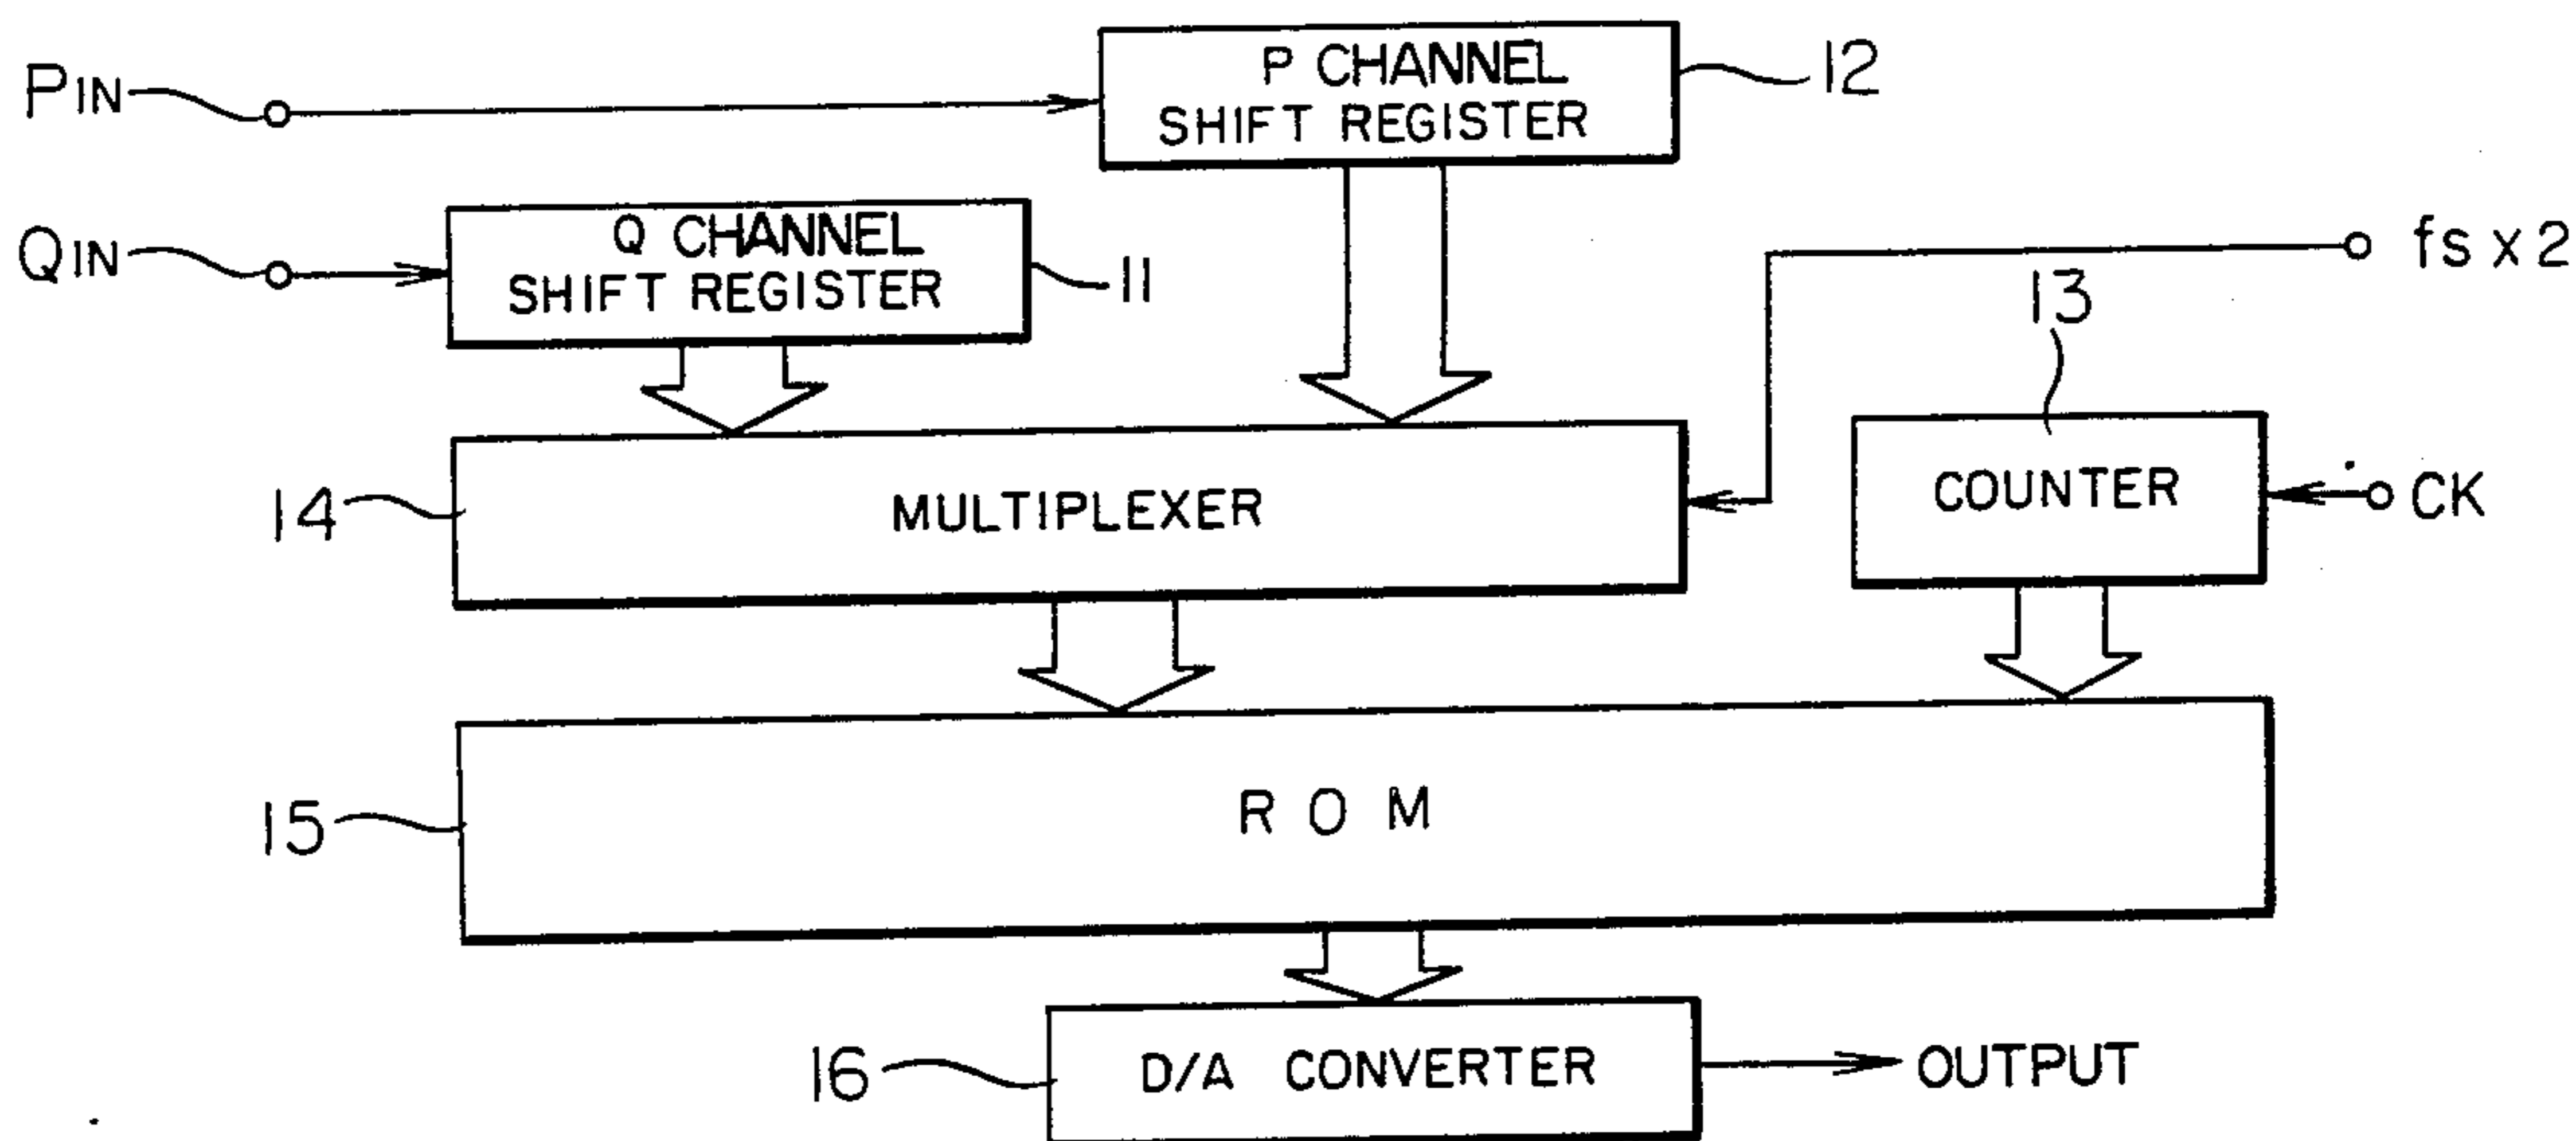 PIN
P CHANNEL
SHIFT REGISTER
12
QIN
Q CHANNEL
SHIFT REGISTER
11
fs x 2
13
14
MULTIPLEXER
COUNTER
CK
15
ROM
16
D/A CONVERTER
OUTPUT